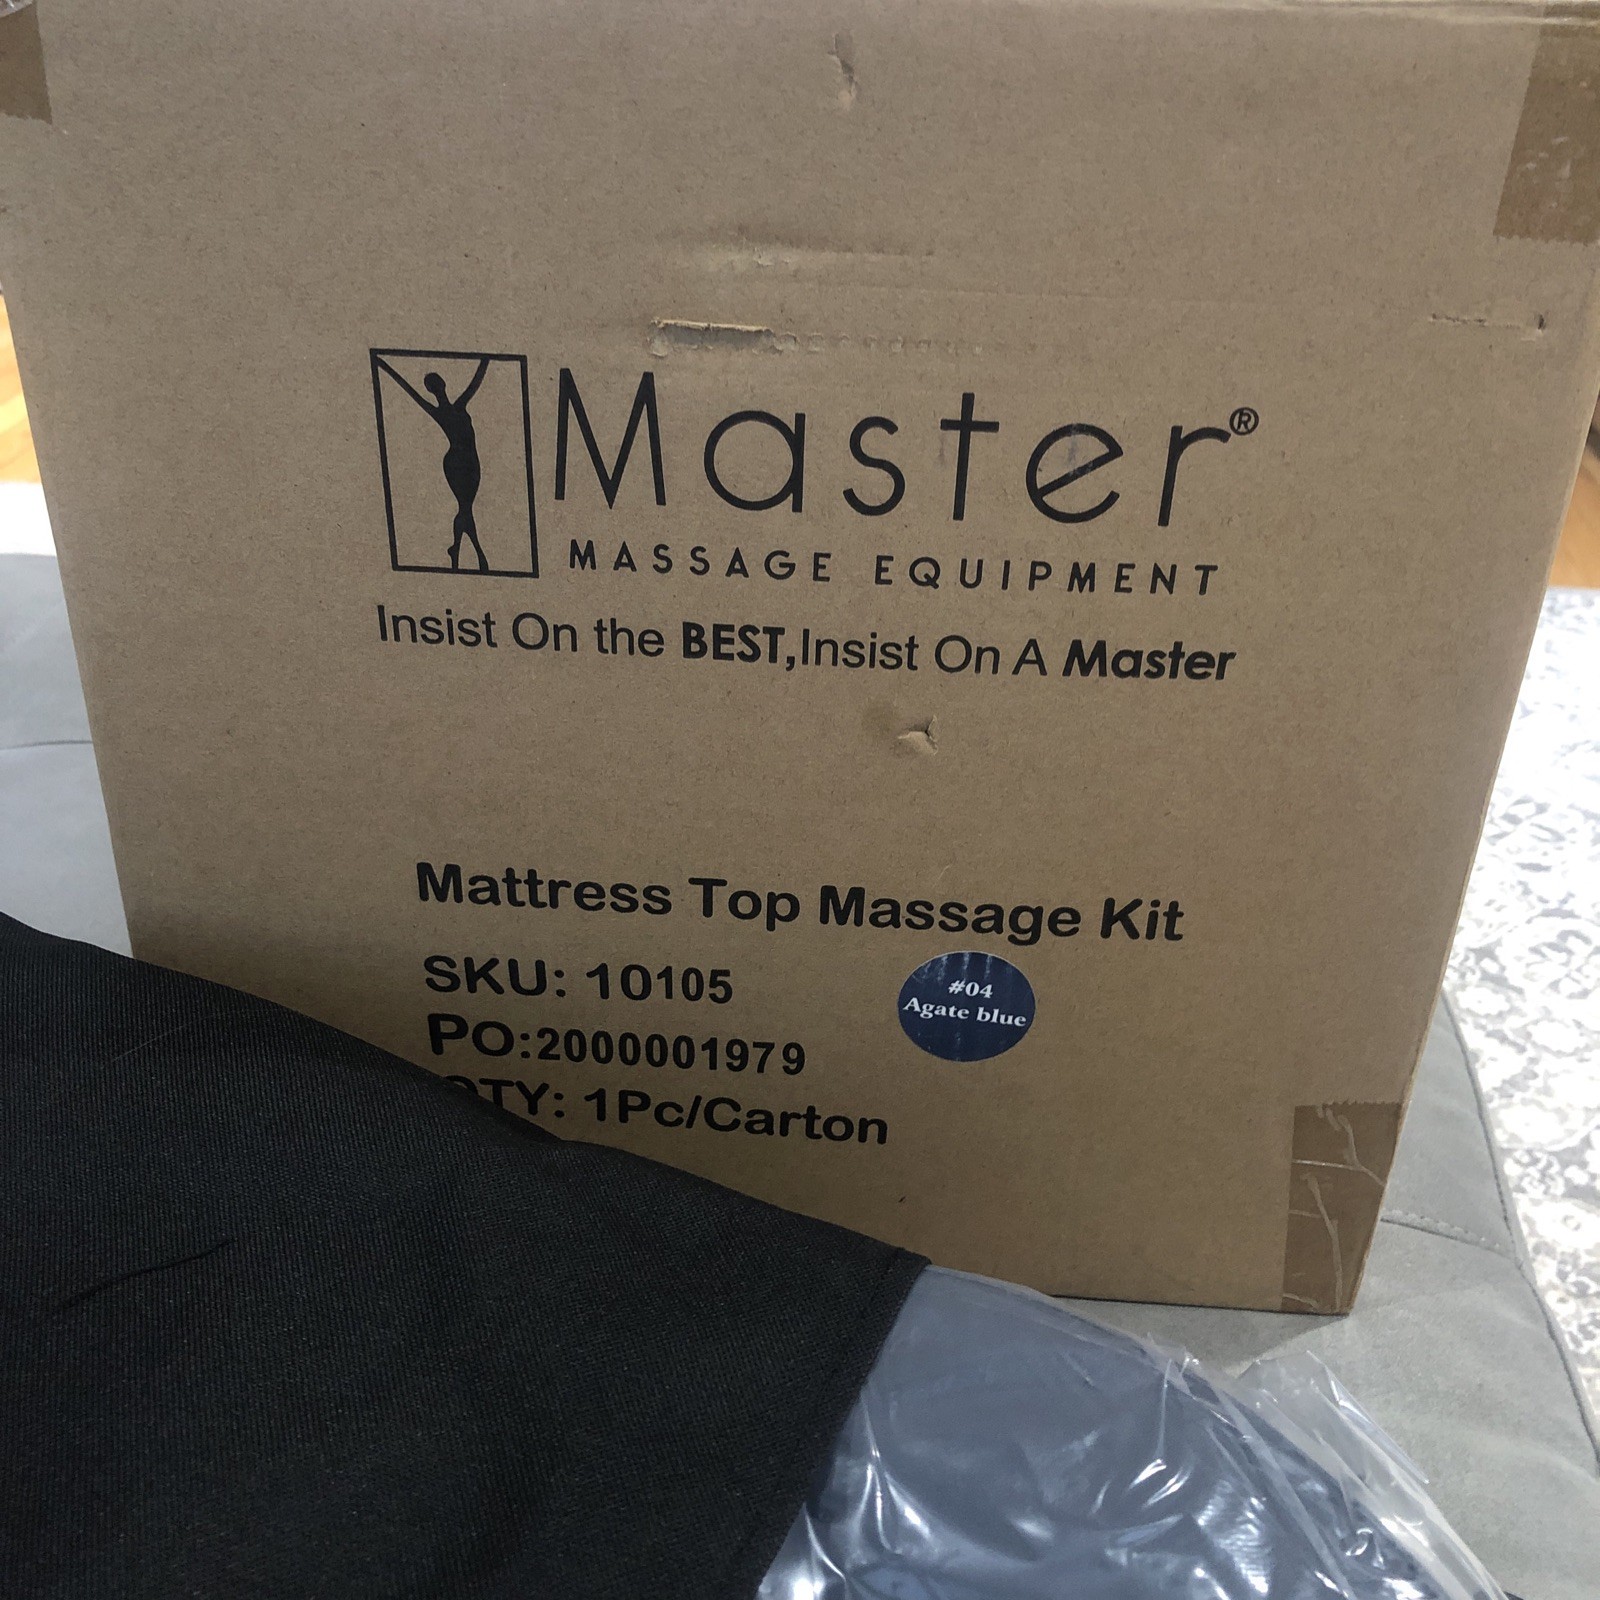 Master®
MASSAGE EQUIPMENT
Insist On the BEST,Insist On A Master
Mattress Top Massage Kit
SKU: 10105
#04
Agate blue
PO:2000001979
QTY: 1Pc/Carton